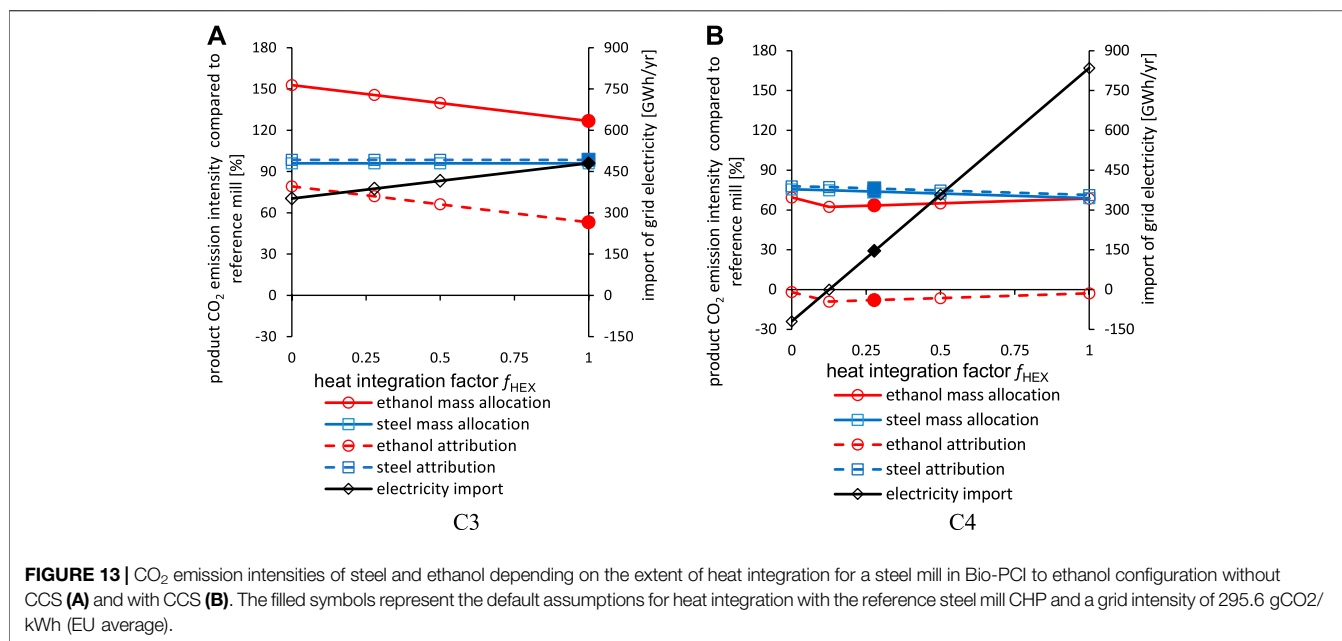 A
B
product CO2 emission intensity compared to
reference mill [%]
180
150
120
90
60
30
0
-30
900
750
600
450
300
150
0
-150
import of grid electricity [GWh/yr]
0
0.25
0.5
0.75
1
heat integration factor fHEX
ethanol mass allocation
steel mass allocation
ethanol attribution
steel attribution
electricity import
C3
product CO2 emission intensity compared to
reference mill [%]
180
150
120
90
60
30
0
-30
900
750
600
450
300
150
0
-150
import of grid electricity [GWh/yr]
0
0.25
0.5
0.75
1
heat integration factor fHEX
ethanol mass allocation
steel mass allocation
ethanol attribution
steel attribution
electricity import
C4
FIGURE 13 | CO2 emission intensities of steel and ethanol depending on the extent of heat integration for a steel mill in Bio-PCI to ethanol configuration without
CCS (A) and with CCS (B). The filled symbols represent the default assumptions for heat integration with the reference steel mill CHP and a grid intensity of 295.6 gCO2/
kWh (EU average).